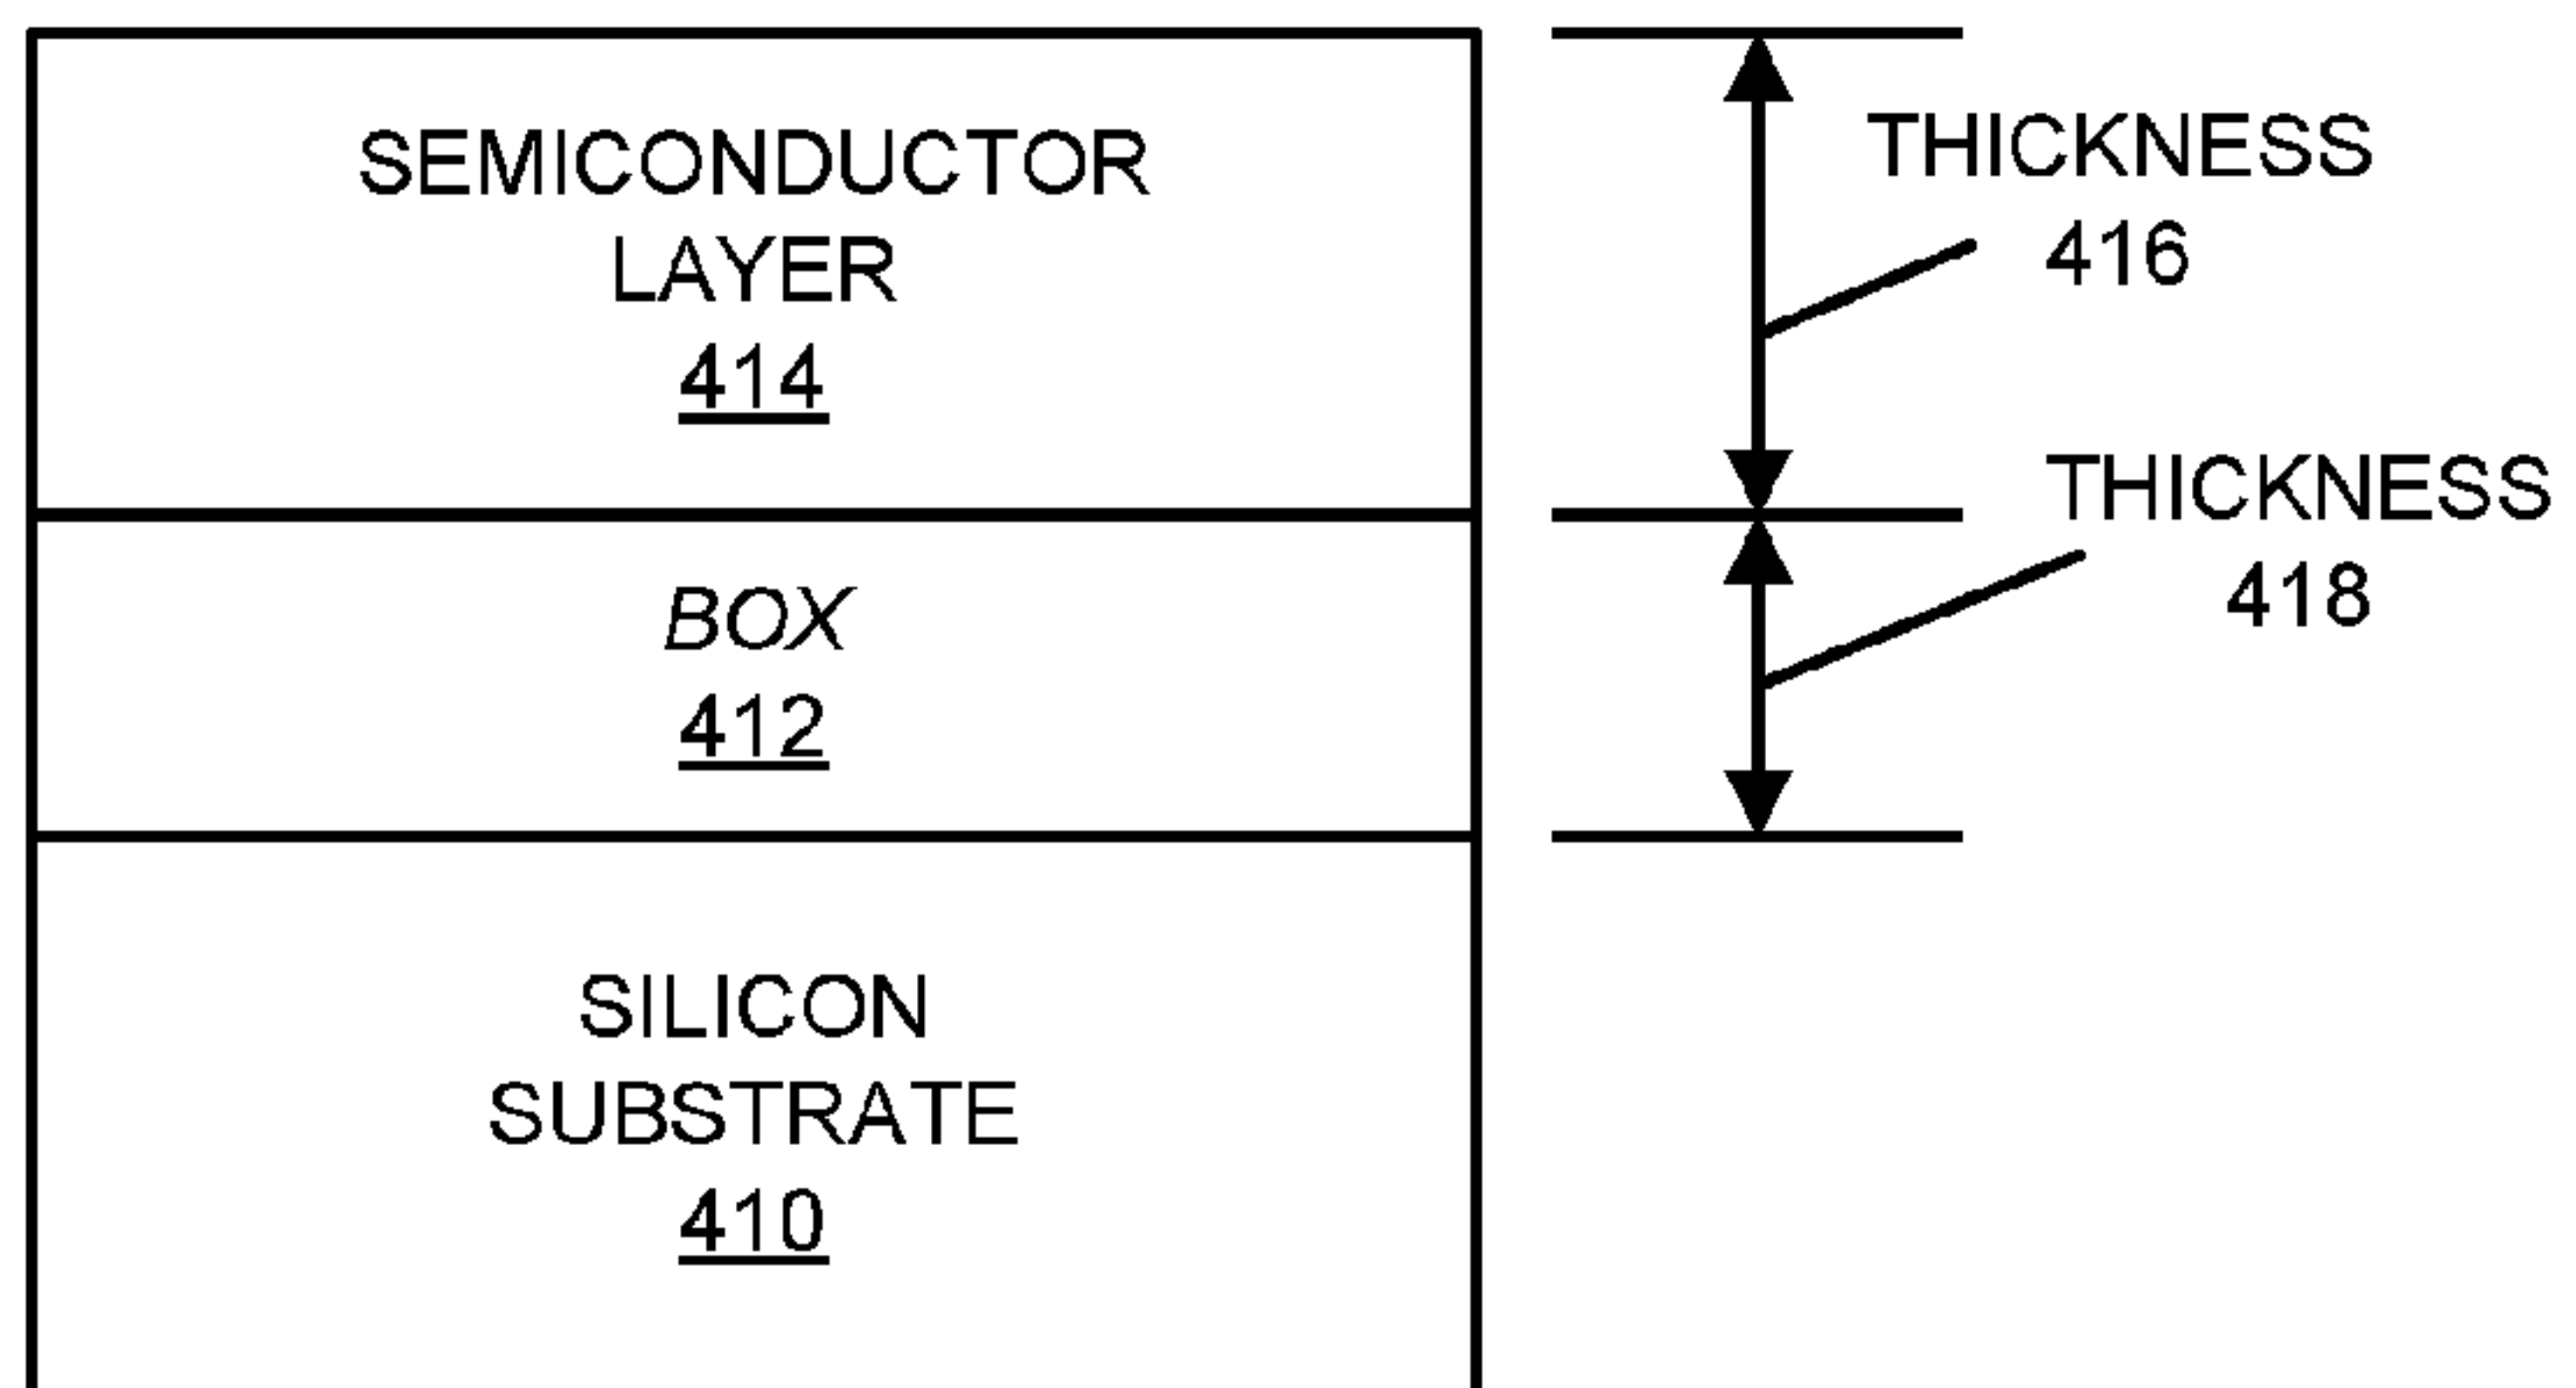 SEMICONDUCTOR
LAYER
414
THICKNESS
416
BOX
412
THICKNESS
418
SILICON
SUBSTRATE
410